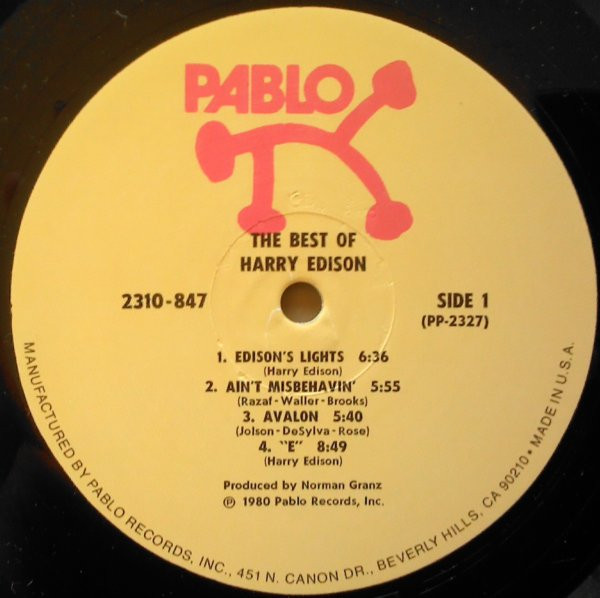 PABLO
THE BEST OF
HARRY EDISON
2310-847
SIDE 1
(PP-2327)
1. EDISON'S LIGHTS 6:36
(Harry Edison)
2. AIN'T MISBEHAVIN' 5:55
(Razaf-Waller-Brooks)
3. AVALON 5:40
(Jolson-DeSylva-Rose)
4. "E" 8:49
(Harry Edison)
Produced by Norman Granz
℗ 1980 Pablo Records, Inc.
MANUFACTURED BY PABLO RECORDS, INC., 451 N. CANON DR., BEVERLY HILLS, CA 90210 • MADE IN U.S.A.